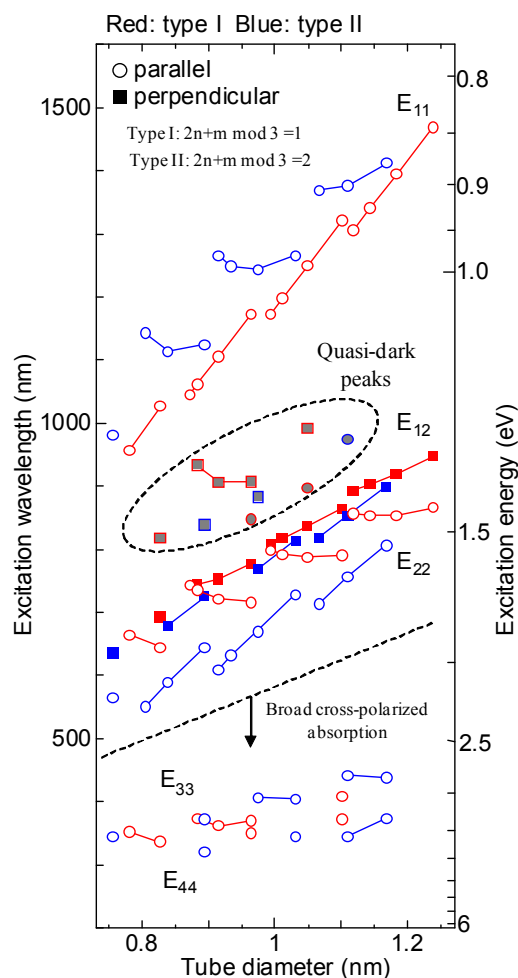 Red: type I Blue: type II
parallel
perpendicular
Type I: 2n+m mod 3 =1
Type II: 2n+m mod 3 =2
E11
Quasi-dark
peaks
E12
E22
Broad cross-polarized
absorption
E33
E44
Excitation wavelength (nm)
1500
1000
500
Excitation energy (eV)
0.8
0.9
1.0
1.5
2.5
6
0.8
1
1.2
Tube diameter (nm)